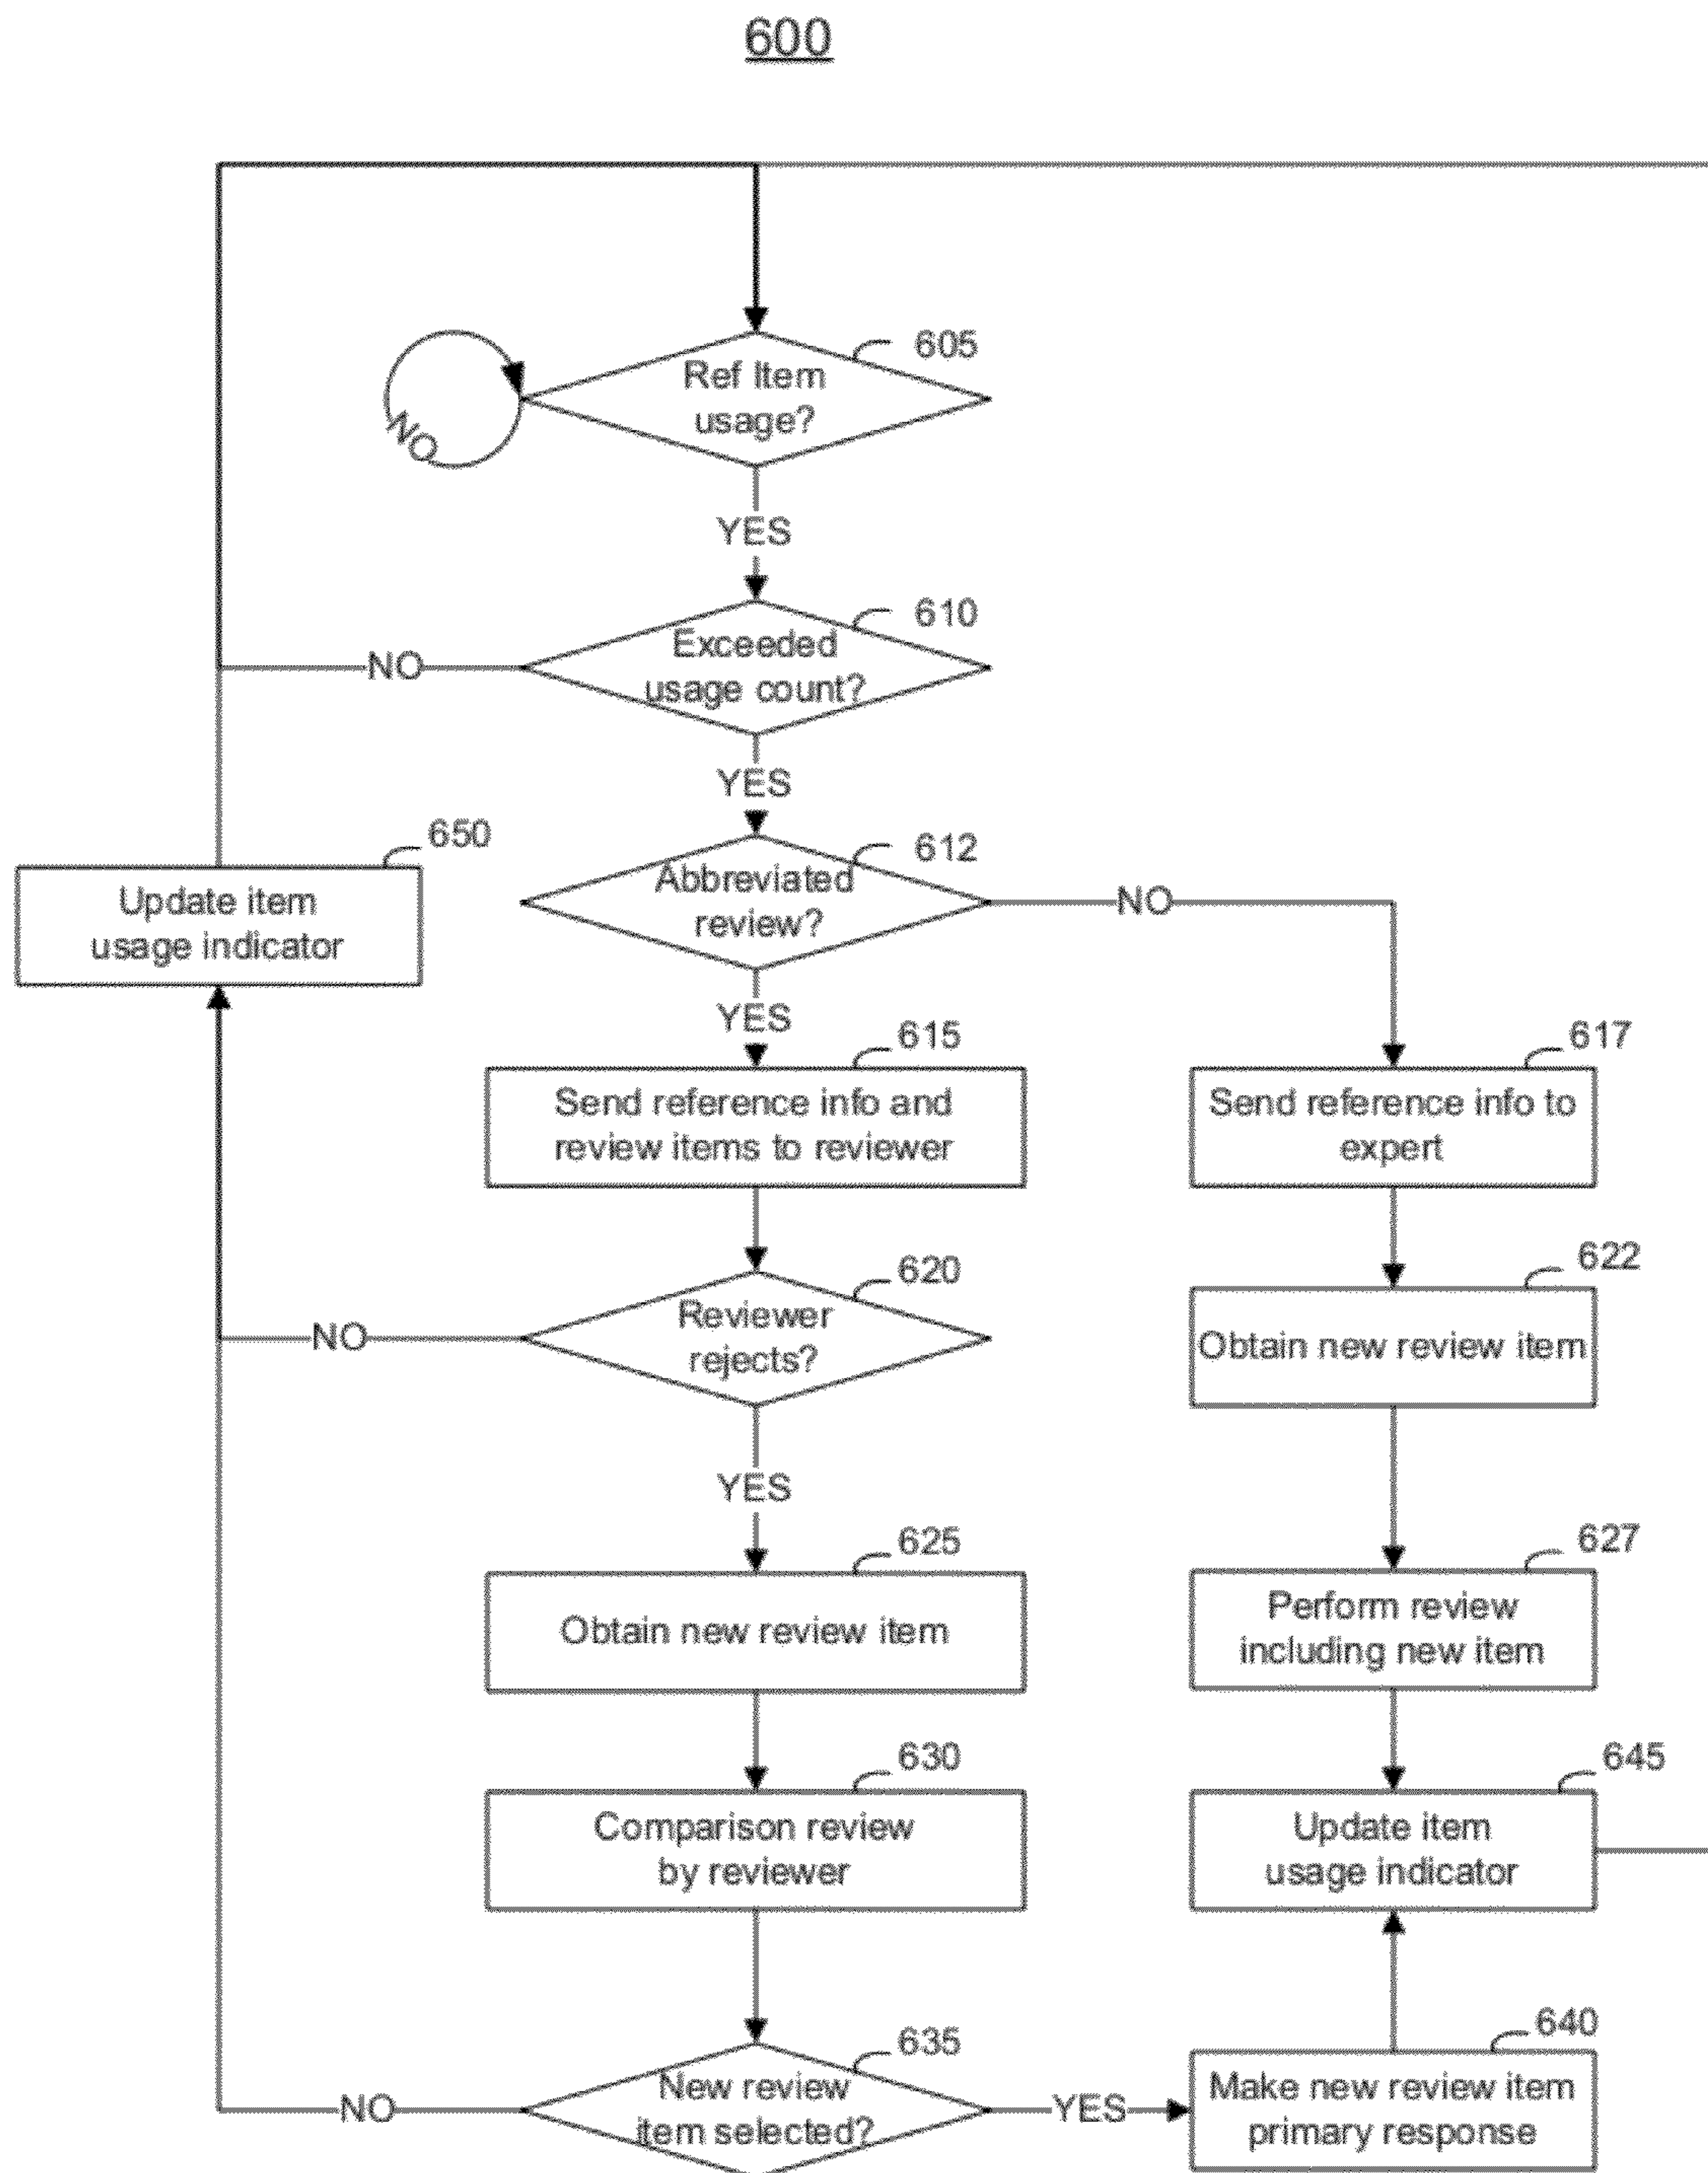 600
605
Ref Item
usage?
NO
YES
610
Exceeded
usage count?
NO
YES
650
Update item
usage indicator
612
Abbreviated
review?
NO
YES
615
Send reference info and
review items to reviewer
617
Send reference info to
expert
620
Reviewer
rejects?
NO
YES
622
Obtain new review item
625
Obtain new review item
627
Perform review
including new item
630
Comparison review
by reviewer
645
Update item
usage indicator
635
New review
item selected?
NO
YES
640
Make new review item
primary response